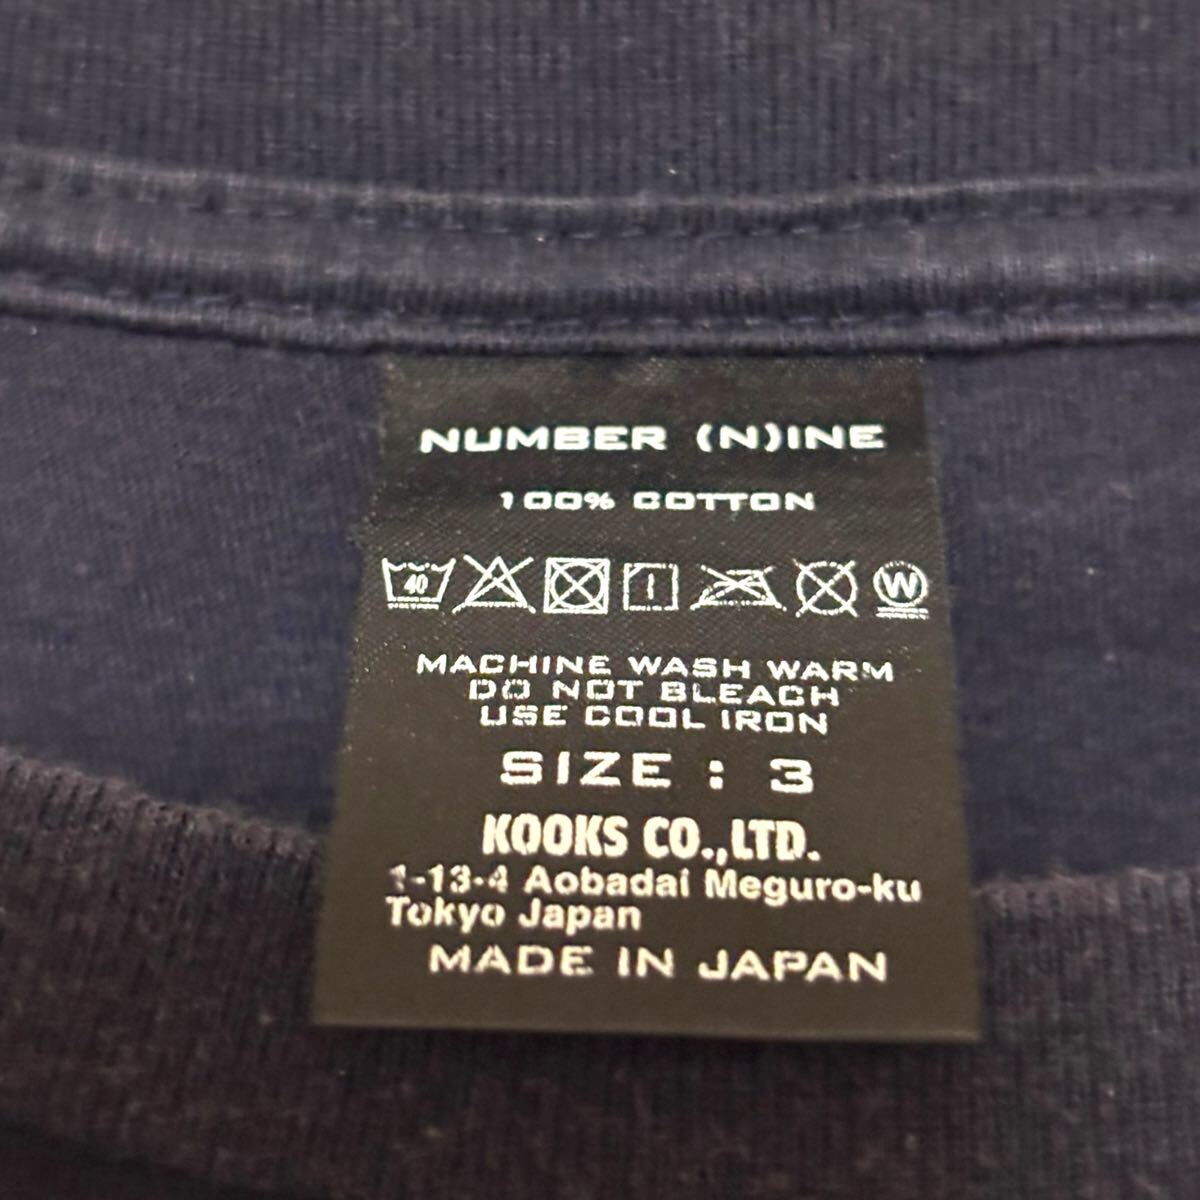 NUMBER (N)INE
100% COTTON
40 W
MACHINE WASH WARM
DO NOT BLEACH
USE COOL IRON
SIZE : 3
KOOKS CO.,LTD.
1-13-4 Aobadai Meguro-ku
Tokyo Japan
MADE IN JAPAN